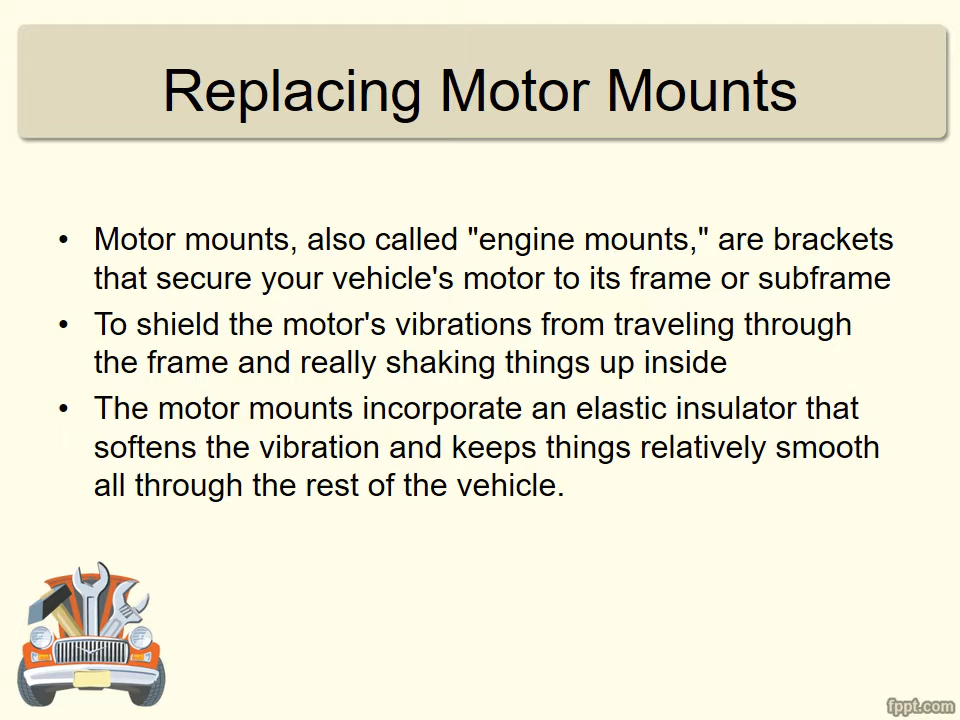 Replacing Motor Mounts
• Motor mounts, also called "engine mounts," are brackets
that secure your vehicle's motor to its frame or subframe
• To shield the motor's vibrations from traveling through
the frame and really shaking things up inside
• The motor mounts incorporate an elastic insulator that
softens the vibration and keeps things relatively smooth
all through the rest of the vehicle.
fppt.com